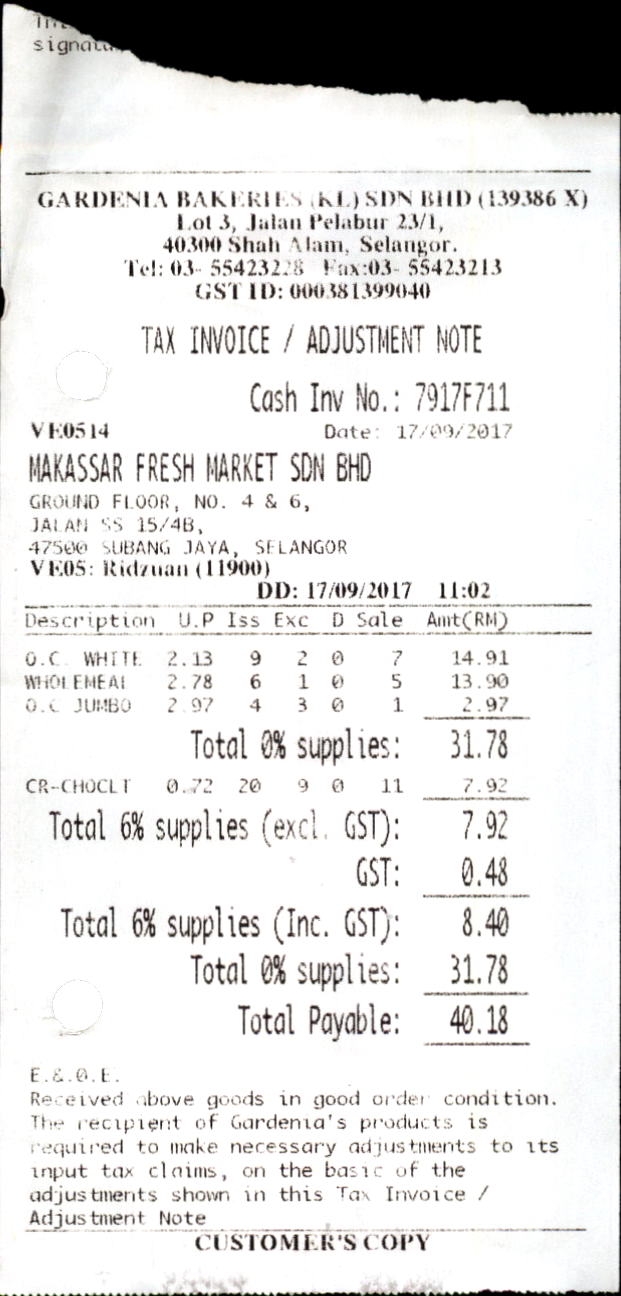 signatu
GARDENIA BAKERIES (KL) SDN BHD (139386 X)
Lot 3, Jalan Pelabur 23/1,
40300 Shah Alam, Selangor.
Tel: 03- 55423228 Fax:03- 55423213
GST ID: 000381399040
TAX INVOICE / ADJUSTMENT NOTE
Cash Inv No.: 7917F711
VE0514 Date: 17/09/2017
MAKASSAR FRESH MARKET SDN BHD
GROUND FLOOR, NO. 4 & 6,
JALAN SS 15/4B,
47500 SUBANG JAYA, SELANGOR
VE05: Ridzuan (11900)
DD: 17/09/2017 11:02
Description U.P Iss Exc D Sale Amt(RM)
O.C. WHITE 2.13 9 2 0 7 14.91
WHOLEMEAL 2.78 6 1 0 5 13.90
O.C JUMBO 2.97 4 3 0 1 2.97
Total 0% supplies: 31.78
CR-CHOCLT 0.72 20 9 0 11 7.92
Total 6% supplies (excl. GST): 7.92
GST: 0.48
Total 6% supplies (Inc. GST): 8.40
Total 0% supplies: 31.78
Total Payable: 40.18
E.&.O.E.
Received above goods in good order condition.
The recipient of Gardenia's products is
required to make necessary adjustments to its
input tax claims, on the basic of the
adjustments shown in this Tax Invoice /
Adjustment Note
CUSTOMER'S COPY